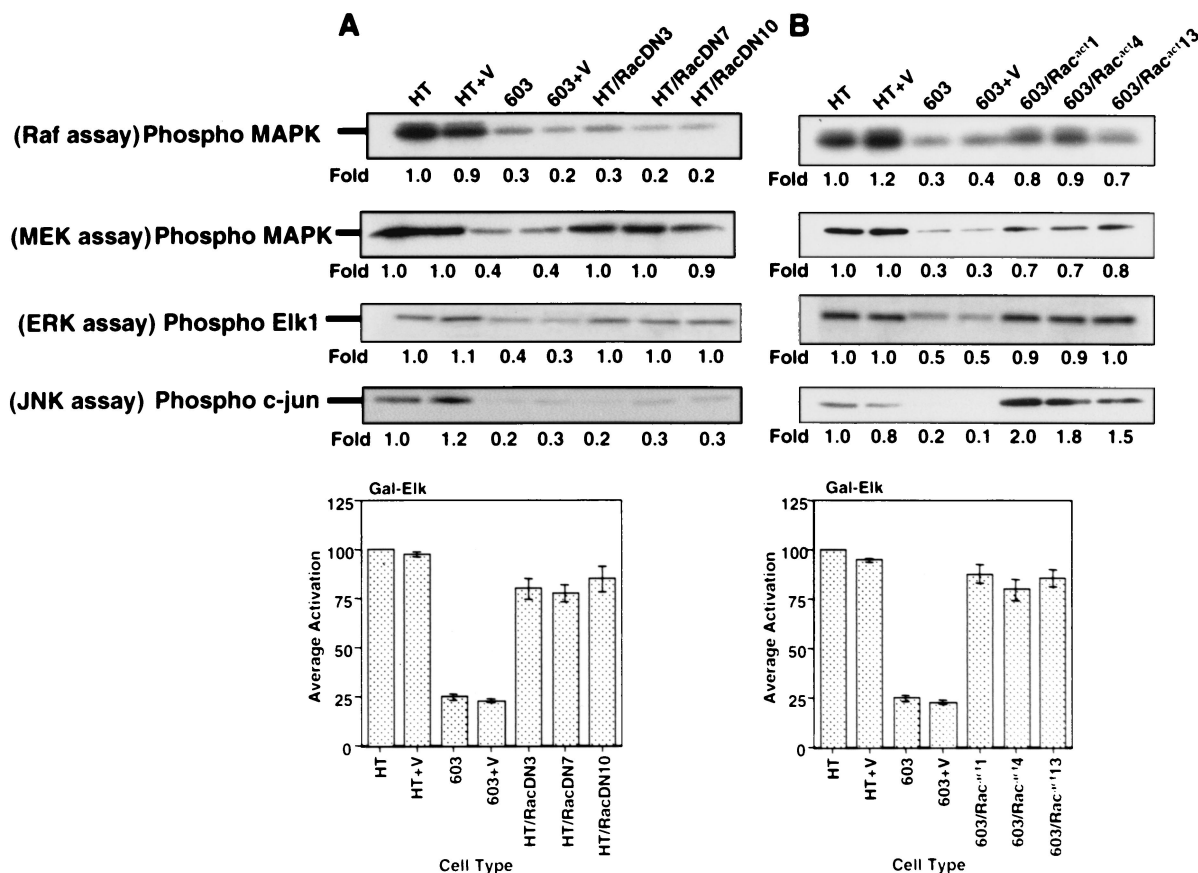 A
B
HT HT+V 603 603+V HT/RacDN3 HT/RacDN7 HT/RacDN10
HT HT+V 603 603+V 603/Racact1 603/Racact4 603/Racact13
(Raf assay) Phospho MAPK
Fold 1.0 0.9 0.3 0.2 0.3 0.2 0.2
Fold 1.0 1.2 0.3 0.4 0.8 0.9 0.7
(MEK assay) Phospho MAPK
Fold 1.0 1.0 0.4 0.4 1.0 1.0 0.9
Fold 1.0 1.0 0.3 0.3 0.7 0.7 0.8
(ERK assay) Phospho Elk1
Fold 1.0 1.1 0.4 0.3 1.0 1.0 1.0
Fold 1.0 1.0 0.5 0.5 0.9 0.9 1.0
(JNK assay) Phospho c-jun
Fold 1.0 1.2 0.2 0.3 0.2 0.3 0.3
Fold 1.0 0.8 0.2 0.1 2.0 1.8 1.5
Gal-Elk
125
100
75
50
25
0
Average Activation
HT HT+V 603 603+V HT/RacDN3 HT/RacDN7 HT/RacDN10
Cell Type
Gal-Elk
125
100
75
50
25
0
Average Activation
HT HT+V 603 603+V
Cell Type